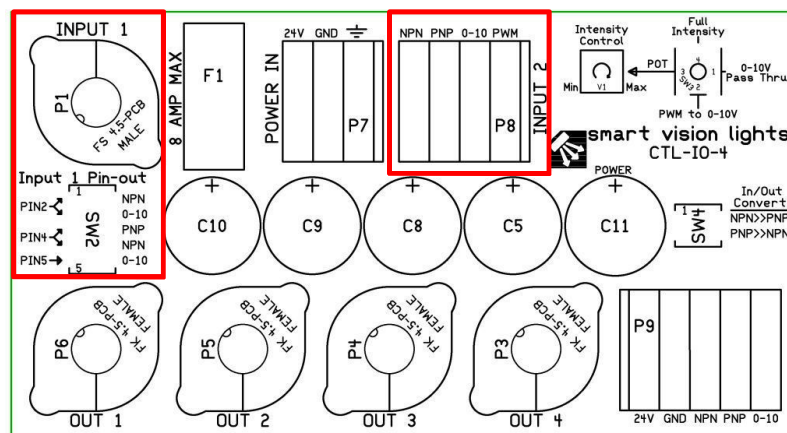 INPUT 1
P1
FS 4.5-PCB
MALE
8 AMP MAX
F1
POWER IN
24V GND
P7
NPN PNP 0-10 PWM
P8
INPUT 2
Intensity
Control
Min V1 Max
POT
Full
Intensity
4
3 1
SW3
2
0-10V
Pass Thru
PWM to 0-10V
smart vision lights
CTL-IO-4
Input 1 Pin-out
PIN2
PIN4
PIN5
1
SW2
5
NPN
0-10
PNP
NPN
0-10
+
C10
+
C9
+
C8
+
C5
POWER
+
C11
1
SW4
In/Out
Convert
NPN>>PNP
PNP>>NPN
P6
FK 4.5-PCB
FEMALE
OUT 1
P5
FK 4.5-PCB
FEMALE
OUT 2
P4
FK 4.5-PCB
FEMALE
OUT 3
P3
FK 4.5-PCB
FEMALE
OUT 4
P9
24V GND NPN PNP 0-10